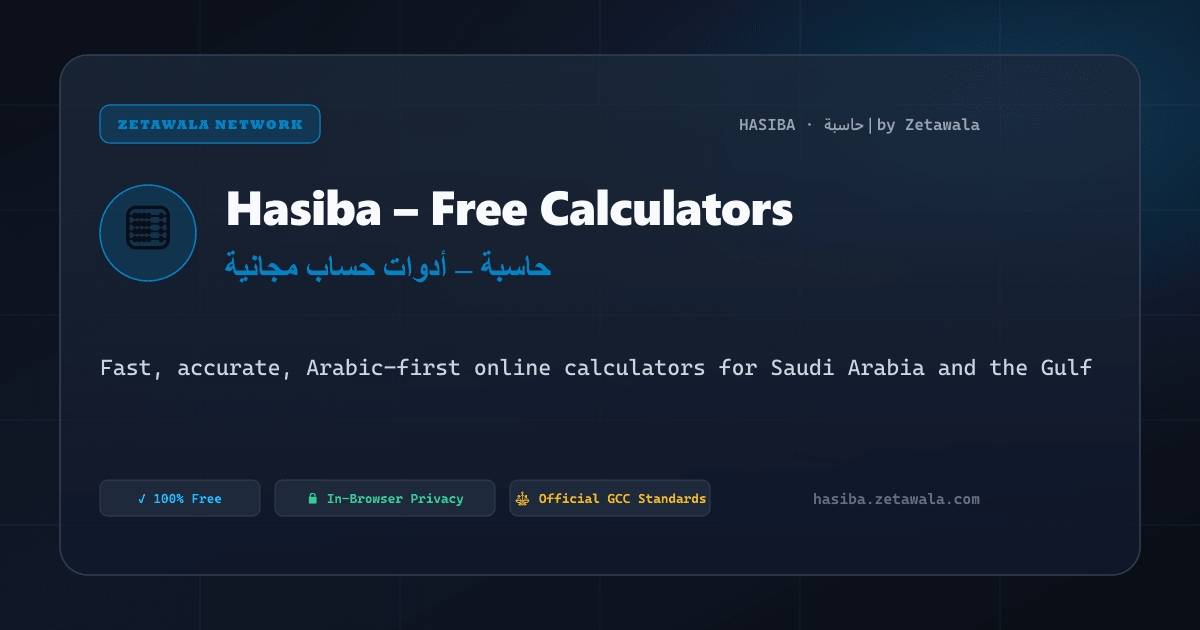 ZETAWALA NETWORK
HASIBA · حاسبة | by Zetawala
Hasiba – Free Calculators
حاسبة – أدوات حساب مجانية
Fast, accurate, Arabic-first online calculators for Saudi Arabia and the Gulf
✓ 100% Free
🔒 In-Browser Privacy
⚖ Official GCC Standards
hasiba.zetawala.com